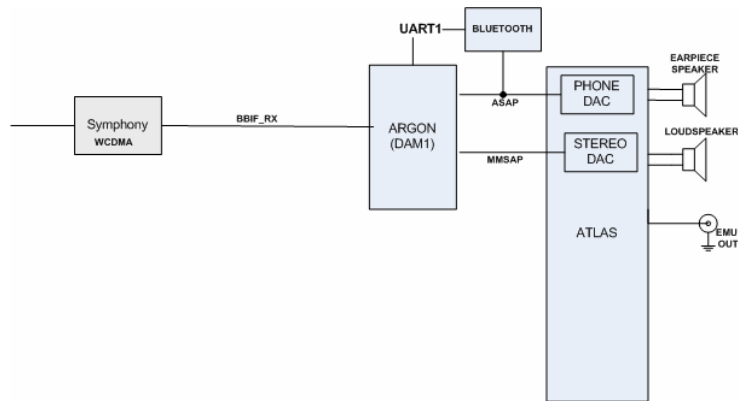 UART1
BLUETOOTH
EARPIECE
SPEAKER
PHONE
DAC
ASAP
Symphony
WCDMA
BBIF_RX
ARGON
(DAM1)
LOUDSPEAKER
STEREO
DAC
MMSAP
ATLAS
EMU
OUT